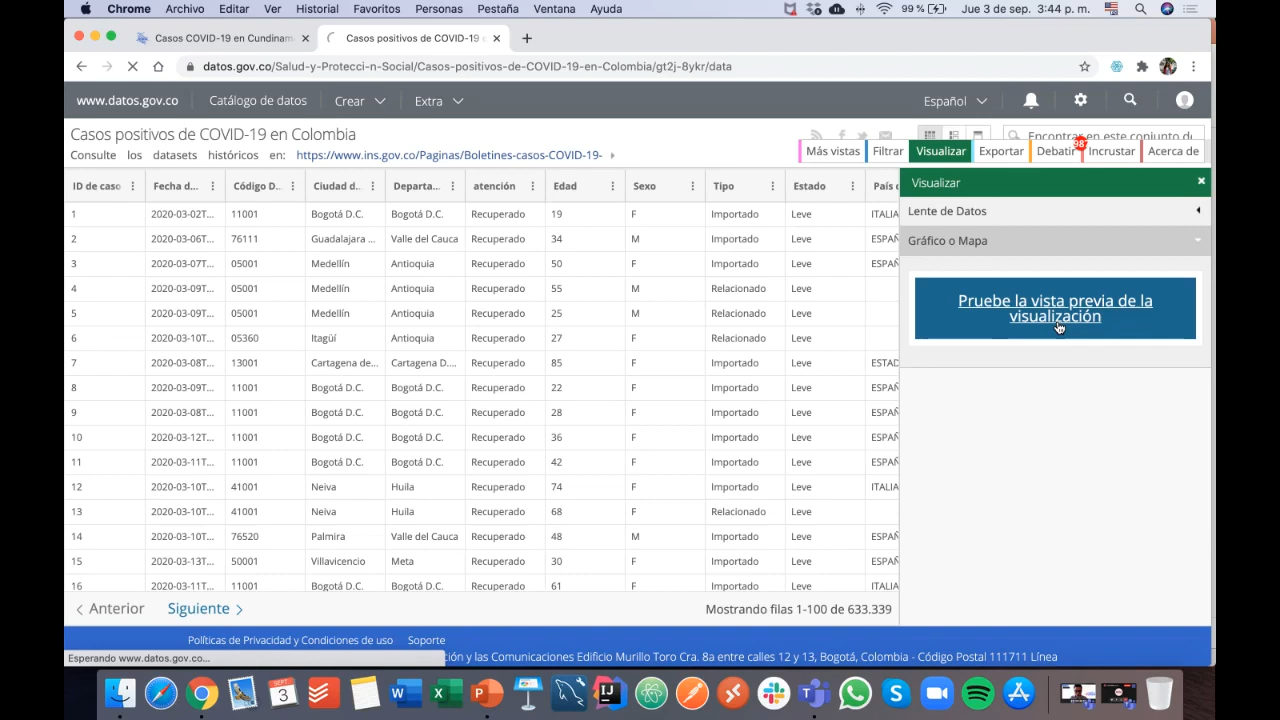 Chrome Archivo Editar Ver Historial Favoritos Personas Pestaña Ventana Ayuda 99 % Jue 3 de sep. 3:44 p. m.
Casos COVID-19 en Cundinam Casos positivos de COVID-19
datos.gov.co/Salud-y-Protecci-n-Social/Casos-positivos-de-COVID-19-en-Colombia/gt2j-8ykr/data
www.datos.gov.co Catálogo de datos Crear Extra Español
Casos positivos de COVID-19 en Colombia Encontrar en este conjunto de
Consulte los datasets históricos en: https://www.ins.gov.co/Paginas/Boletines-casos-COVID-19-
Más vistas Filtrar Visualizar Exportar Debatir 987 Incrustar Acerca de
ID de caso Fecha d... Código D... Ciudad d... Departa... atención Edad Sexo Tipo Estado País
1 2020-03-02T... 11001 Bogotá D.C. Bogotá D.C. Recuperado 19 F Importado Leve ITALIA
2 2020-03-06T... 76111 Guadalajara ... Valle del Cauca Recuperado 34 M Importado Leve ESPAÑ
3 2020-03-07T... 05001 Medellín Antioquia Recuperado 50 F Importado Leve ESPAÑ
4 2020-03-09T... 05001 Medellín Antioquia Recuperado 55 M Relacionado Leve
5 2020-03-09T... 05001 Medellín Antioquia Recuperado 25 M Relacionado Leve
6 2020-03-10T... 05360 Itagüí Antioquia Recuperado 27 F Relacionado Leve
7 2020-03-08T... 13001 Cartagena de... Cartagena D.... Recuperado 85 F Importado Leve ESTAD
8 2020-03-09T... 11001 Bogotá D.C. Bogotá D.C. Recuperado 22 F Importado Leve ESPAÑ
9 2020-03-08T... 11001 Bogotá D.C. Bogotá D.C. Recuperado 28 F Importado Leve ESPAÑ
10 2020-03-12T... 11001 Bogotá D.C. Bogotá D.C. Recuperado 36 F Importado Leve ESPAÑ
11 2020-03-11T... 11001 Bogotá D.C. Bogotá D.C. Recuperado 42 F Importado Leve ESPAÑ
12 2020-03-10T... 41001 Neiva Huila Recuperado 74 F Importado Leve ITALIA
13 2020-03-10T... 41001 Neiva Huila Recuperado 68 F Relacionado Leve
14 2020-03-10T... 76520 Palmira Valle del Cauca Recuperado 48 M Importado Leve ESPAÑ
15 2020-03-13T... 50001 Villavicencio Meta Recuperado 30 F Importado Leve ESPAÑ
16 2020-03-11T... 11001 Bogotá D.C. Bogotá D.C. Recuperado 61 F Importado Leve ITALIA
Visualizar
Lente de Datos
Gráfico o Mapa
Pruebe la vista previa de la
visualización
Anterior Siguiente Mostrando filas 1-100 de 633.339
Políticas de Privacidad y Condiciones de uso Soporte
Esperando www.datos.gov.co...
ción y las Comunicaciones Edificio Murillo Toro Cra. 8a entre calles 12 y 13, Bogotá, Colombia - Código Postal 111711 Línea
SEP
3